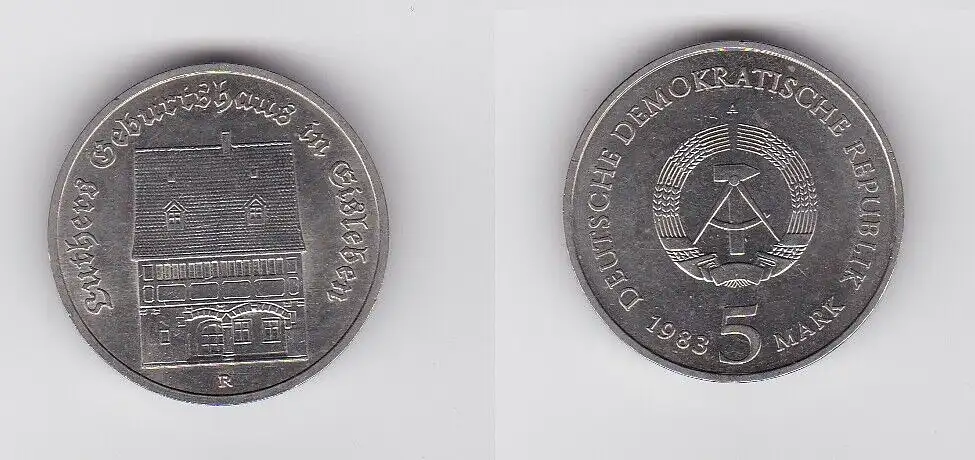 Luthers Geburtshaus in Eisleben
R
DEUTSCHE DEMOKRATISCHE REPUBLIK
A
1983 5 MARK